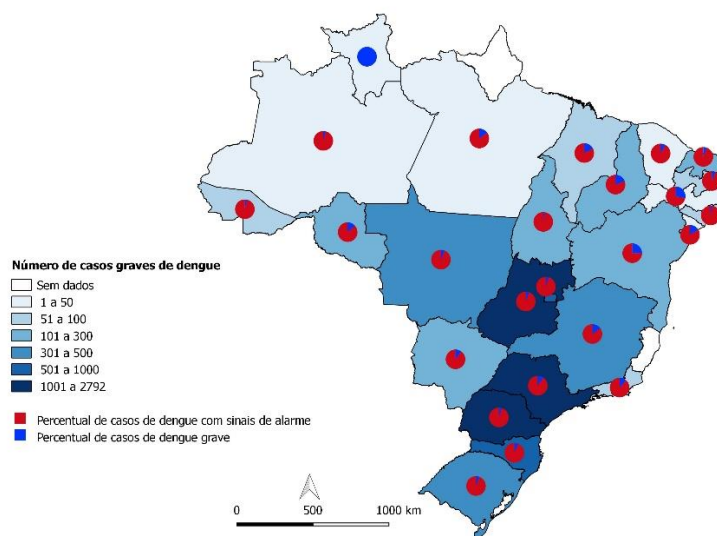 Número de casos graves de dengue
Sem dados
1 a 50
51 a 100
101 a 300
301 a 500
501 a 1000
1001 a 2792
Percentual de casos de dengue com sinais de alarme
Percentual de casos de dengue grave
0 500 1000 km